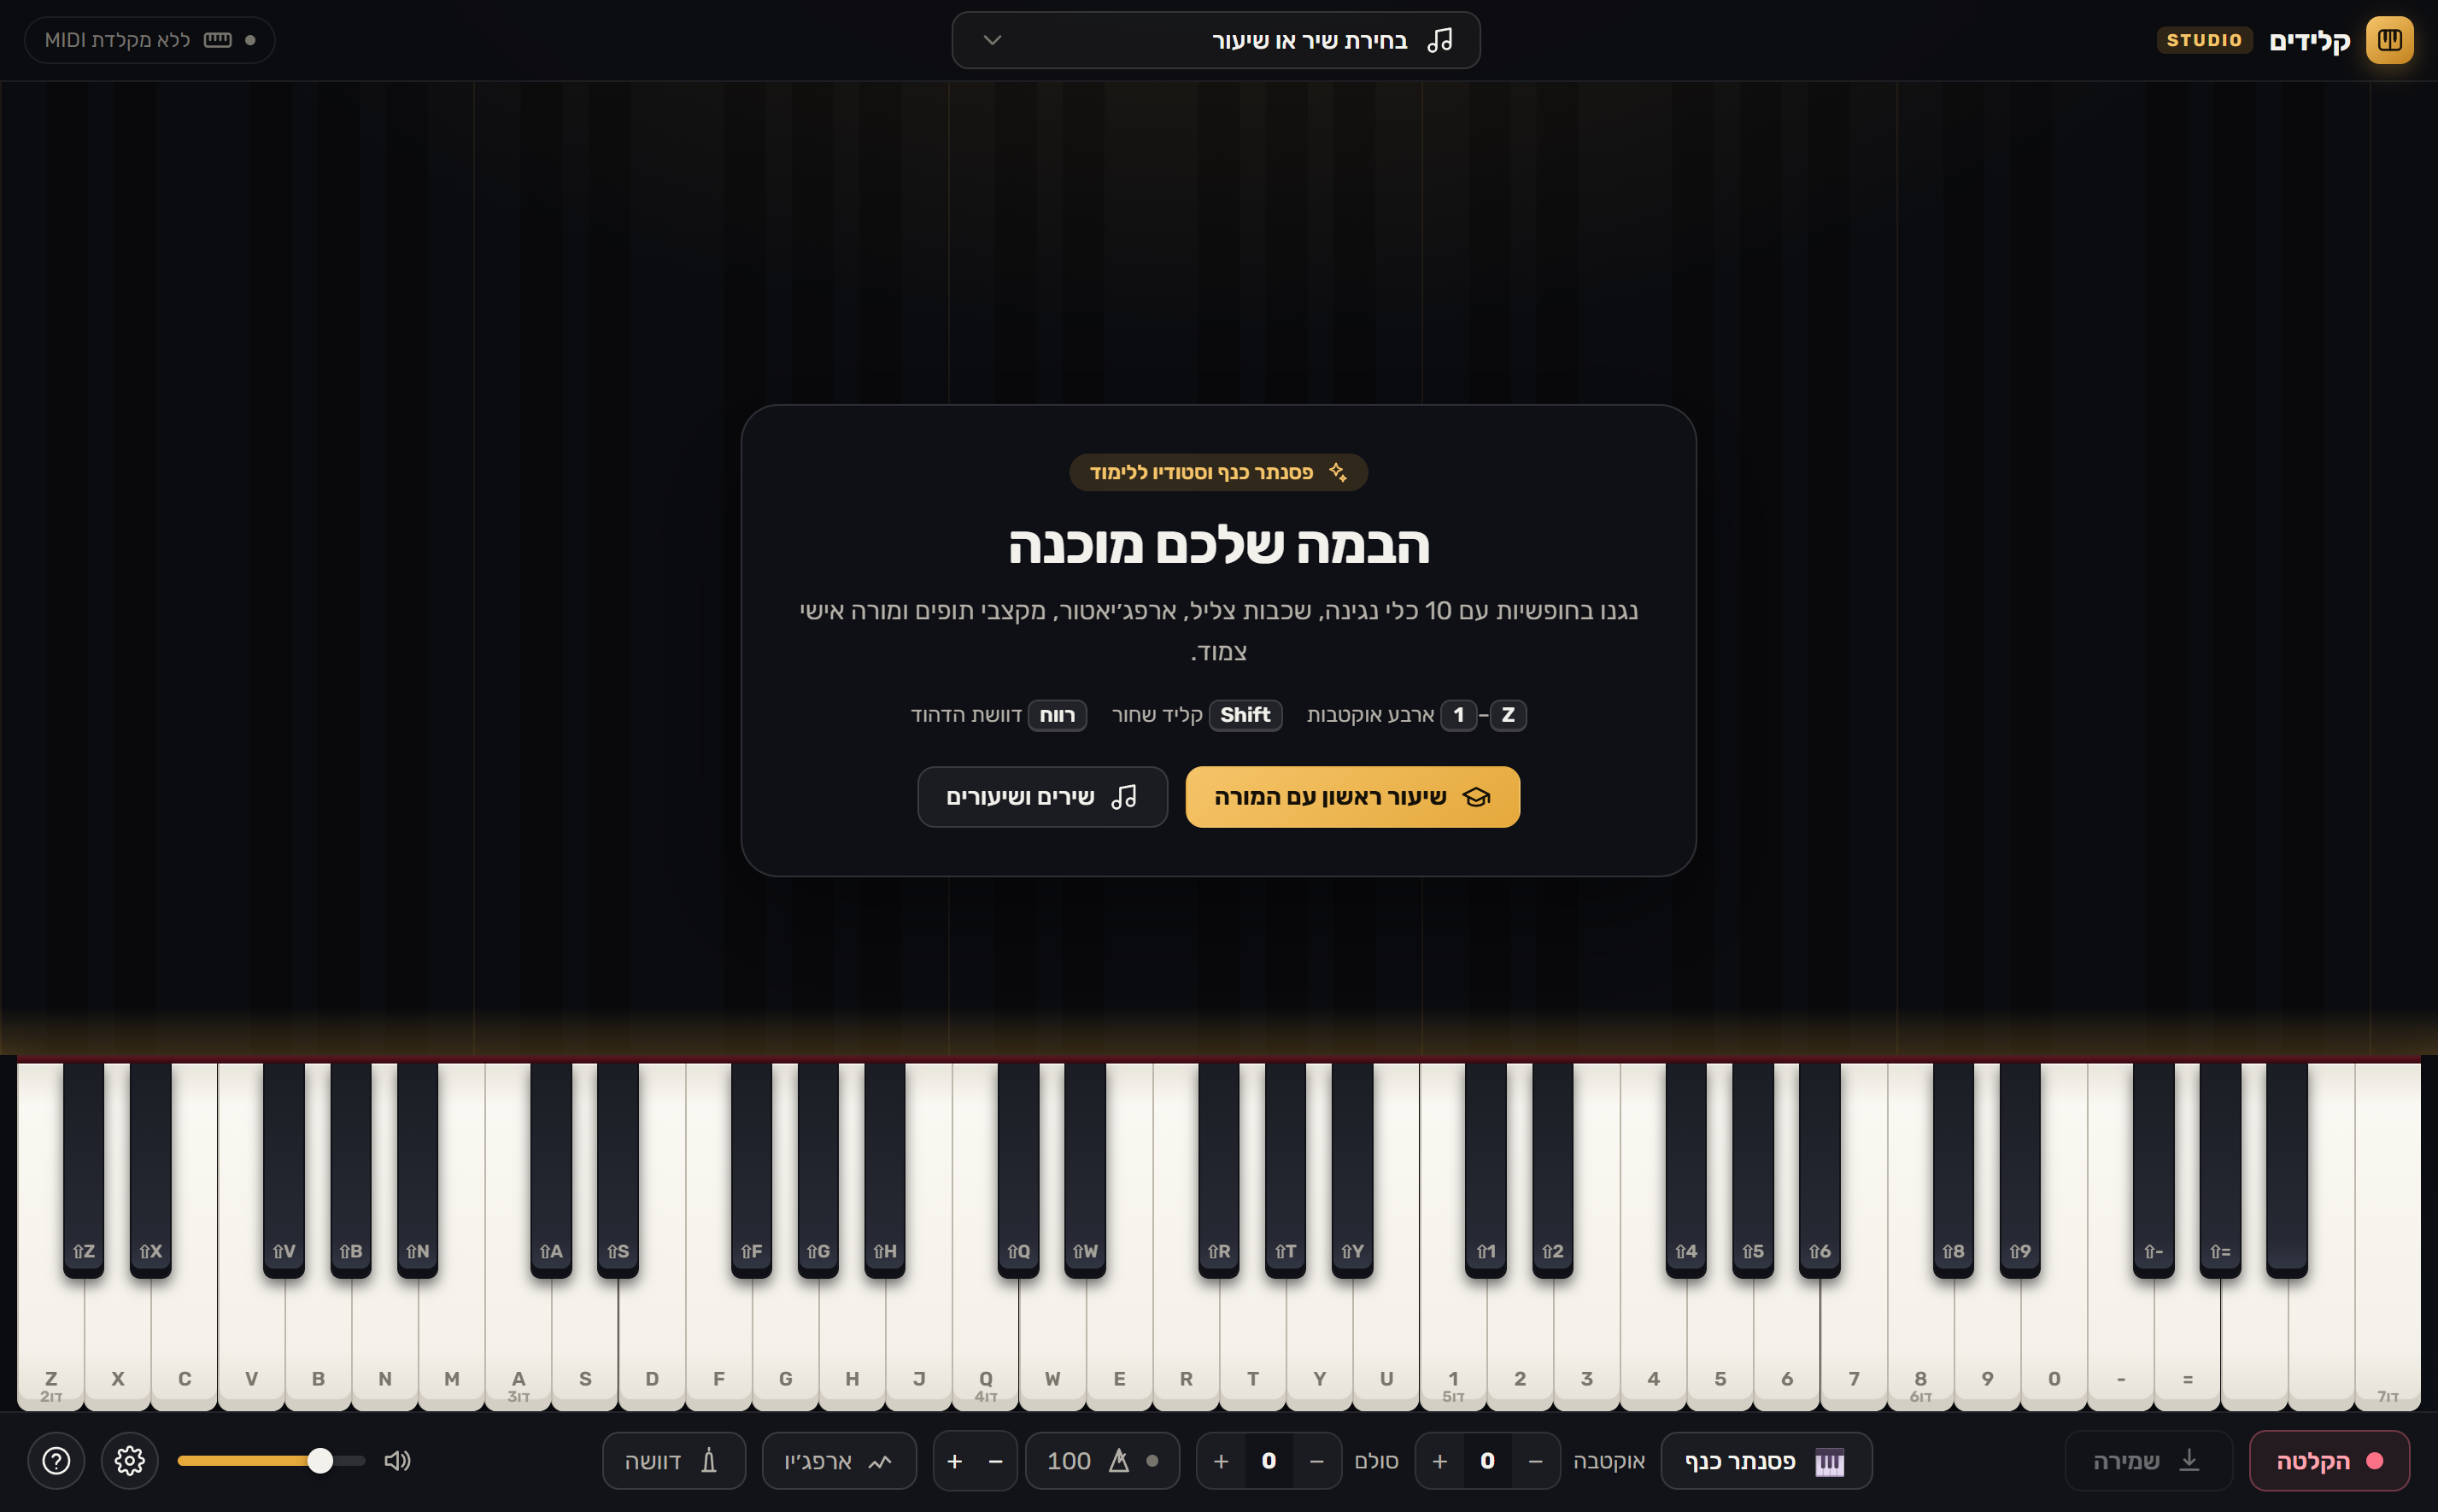 קלידים STUDIO
בחירת שיר או שיעור
ללא מקלדת MIDI
פסנתר כנף וסטודיו ללימוד
הבמה שלכם מוכנה
נגנו בחופשיות עם 10 כלי נגינה, שכבות צליל, ארפג׳יאטור, מקצבי תופים ומורה אישי
צמוד.
Z–1 ארבע אוקטבות Shift קליד שחור רווח דוושת הדהוד
שיעור ראשון עם המורה
שירים ושיעורים
⇧Z ⇧X ⇧V ⇧B ⇧N ⇧A ⇧S ⇧F ⇧G ⇧H ⇧Q ⇧W ⇧R ⇧T ⇧Y ⇧1 ⇧2 ⇧4 ⇧5 ⇧6 ⇧8 ⇧9 ⇧- ⇧=
Z X C V B N M A S D F G H J Q W E R T Y U 1 2 3 4 5 6 7 8 9 0 - =
דו2 דו3 דו4 דו5 דו6 דו7
הקלטה
שמירה
פסנתר כנף
אוקטבה − 0 +
סולם − 0 +
100
− +
ארפג׳יו
דוושה